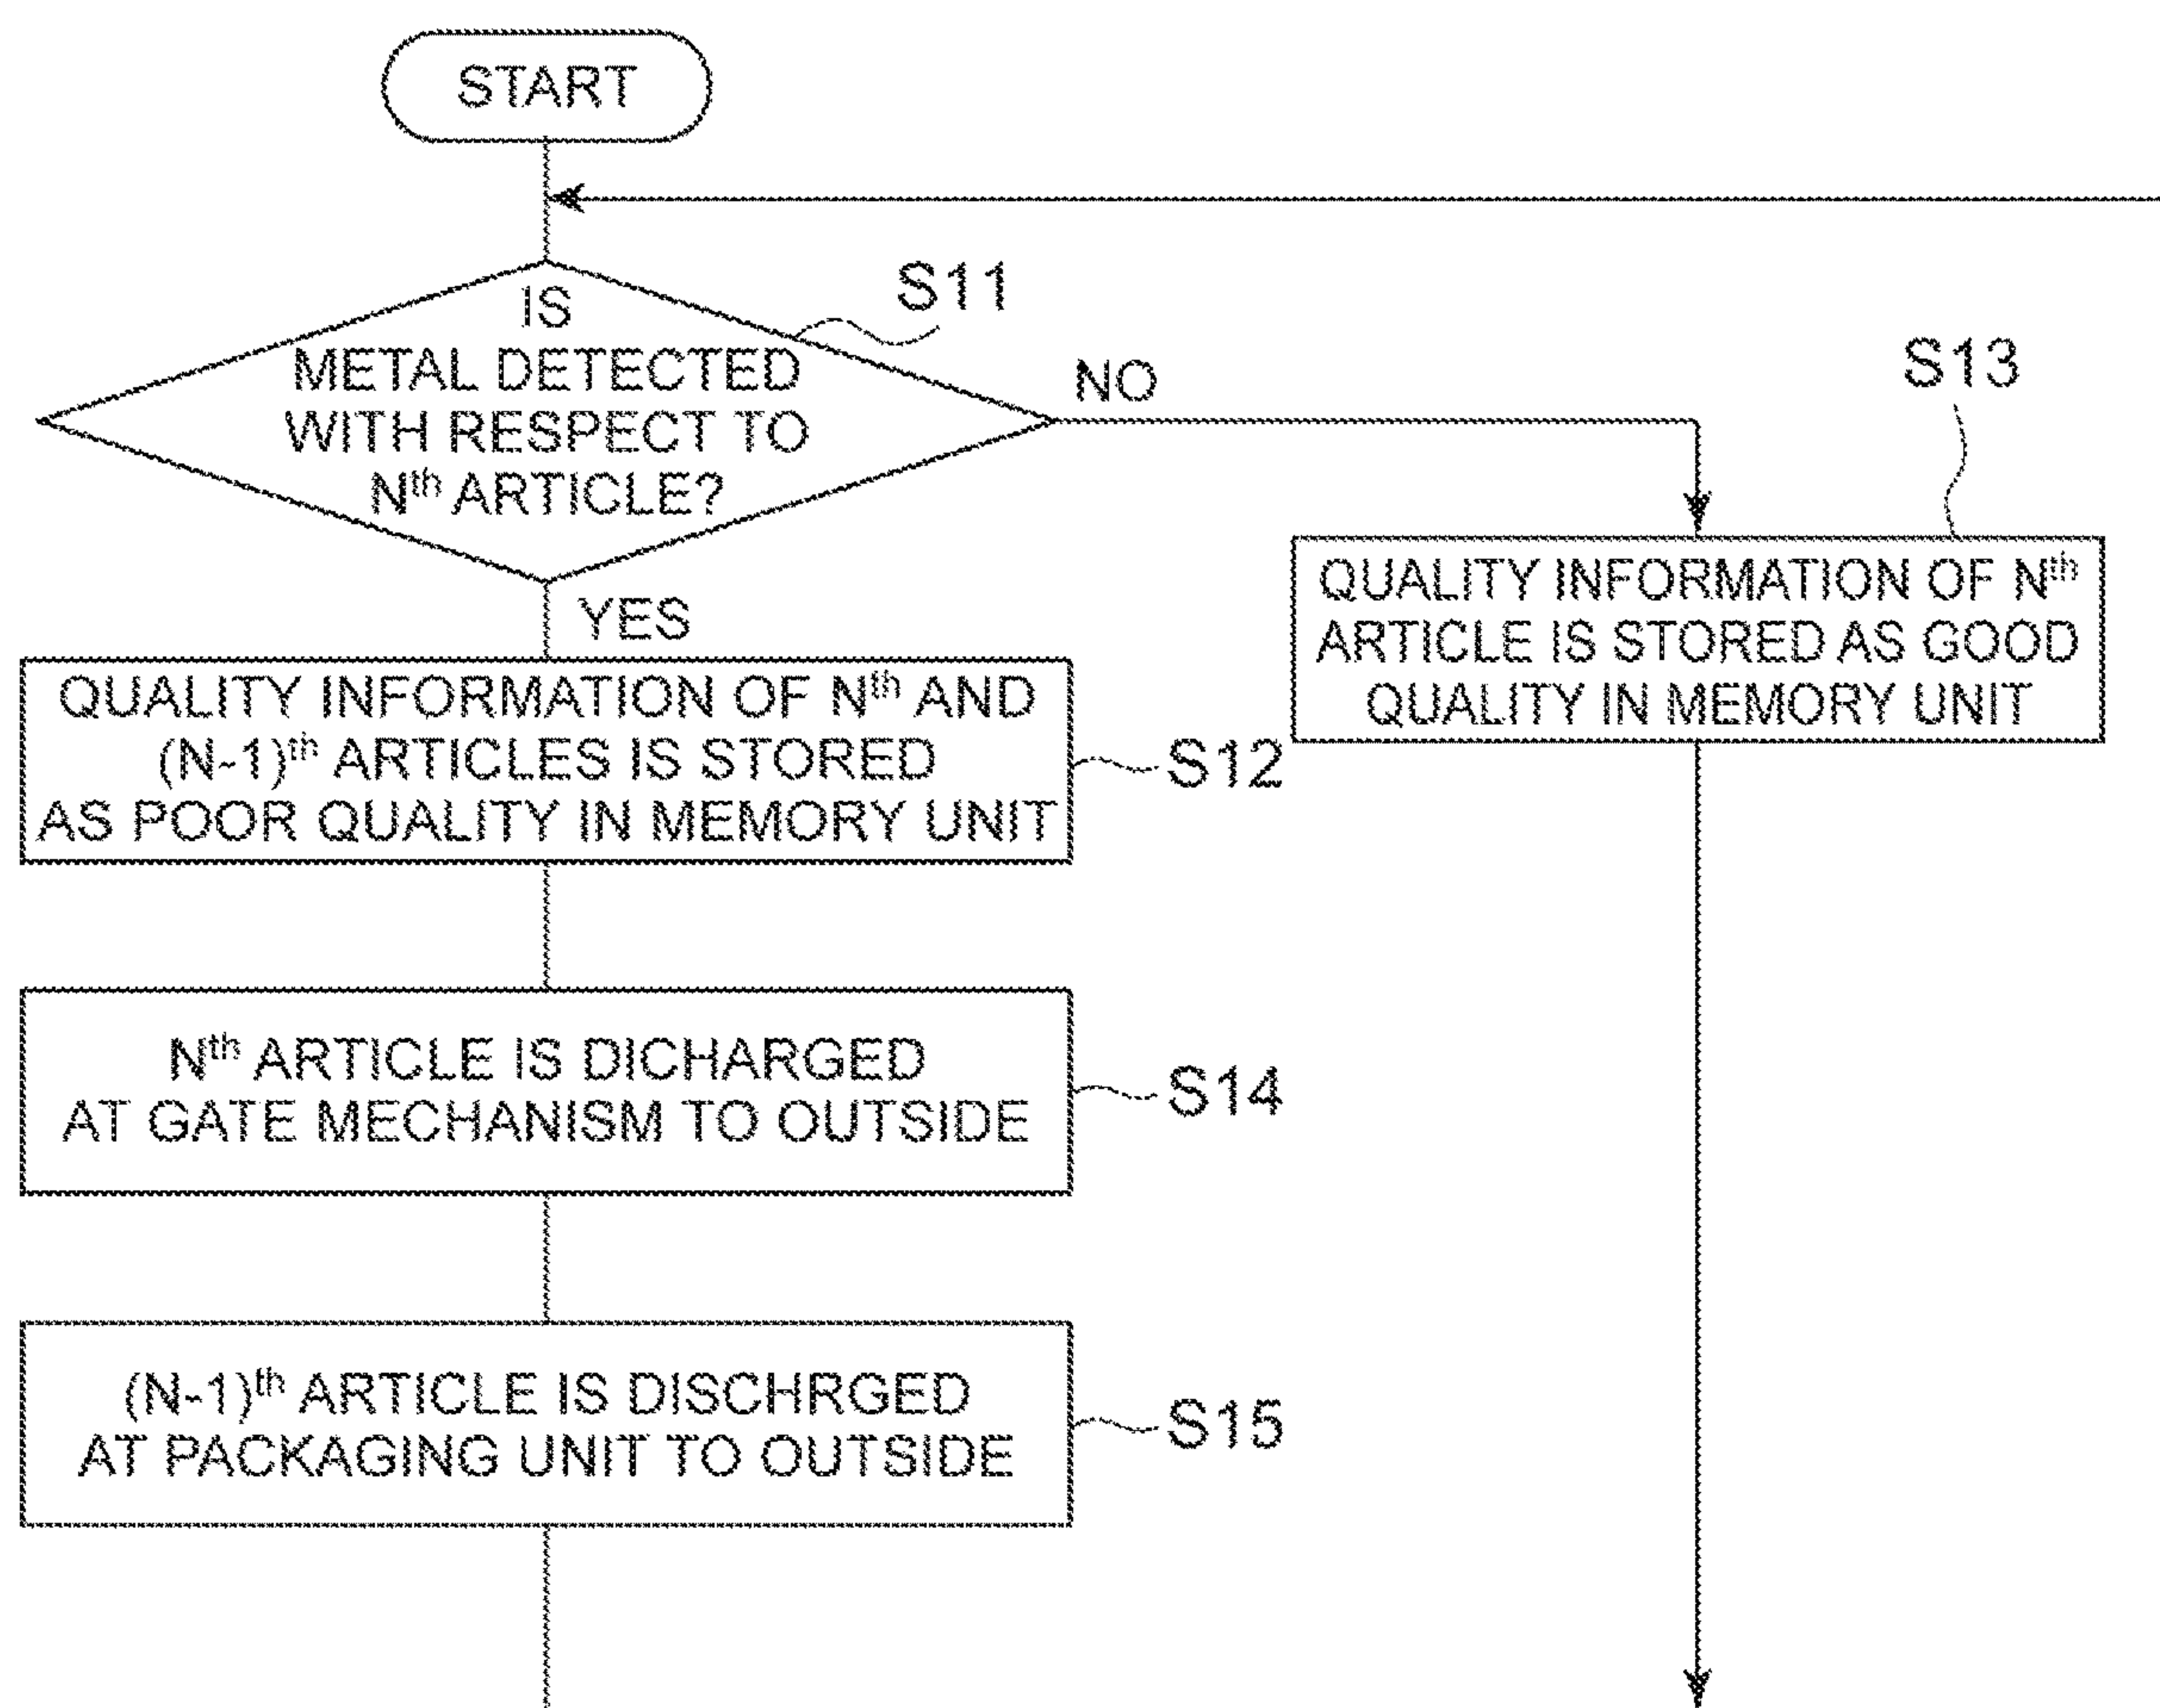 START
S11
IS
METAL DETECTED
WITH RESPECT TO
Nth ARTICLE?
NO
YES
S13
QUALITY INFORMATION OF Nth
ARTICLE IS STORED AS GOOD
QUALITY IN MEMORY UNIT
QUALITY INFORMATION OF Nth AND
(N-1)th ARTICLES IS STORED
AS POOR QUALITY IN MEMORY UNIT
S12
Nth ARTICLE IS DICHARGED
AT GATE MECHANISM TO OUTSIDE
S14
(N-1)th ARTICLE IS DISCHRGED
AT PACKAGING UNIT TO OUTSIDE
S15